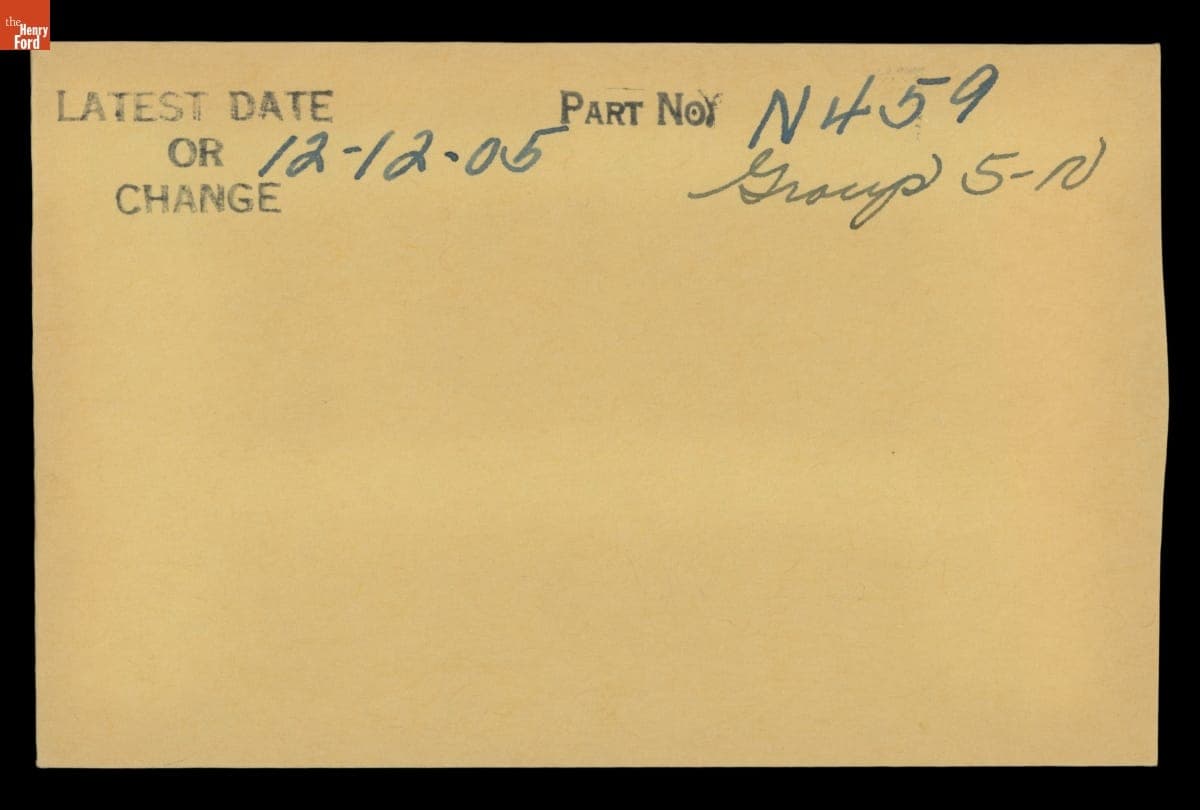 the
Henry
Ford
LATEST DATE
OR 12-12-05
CHANGE
PART NO. N459
Group 5-N